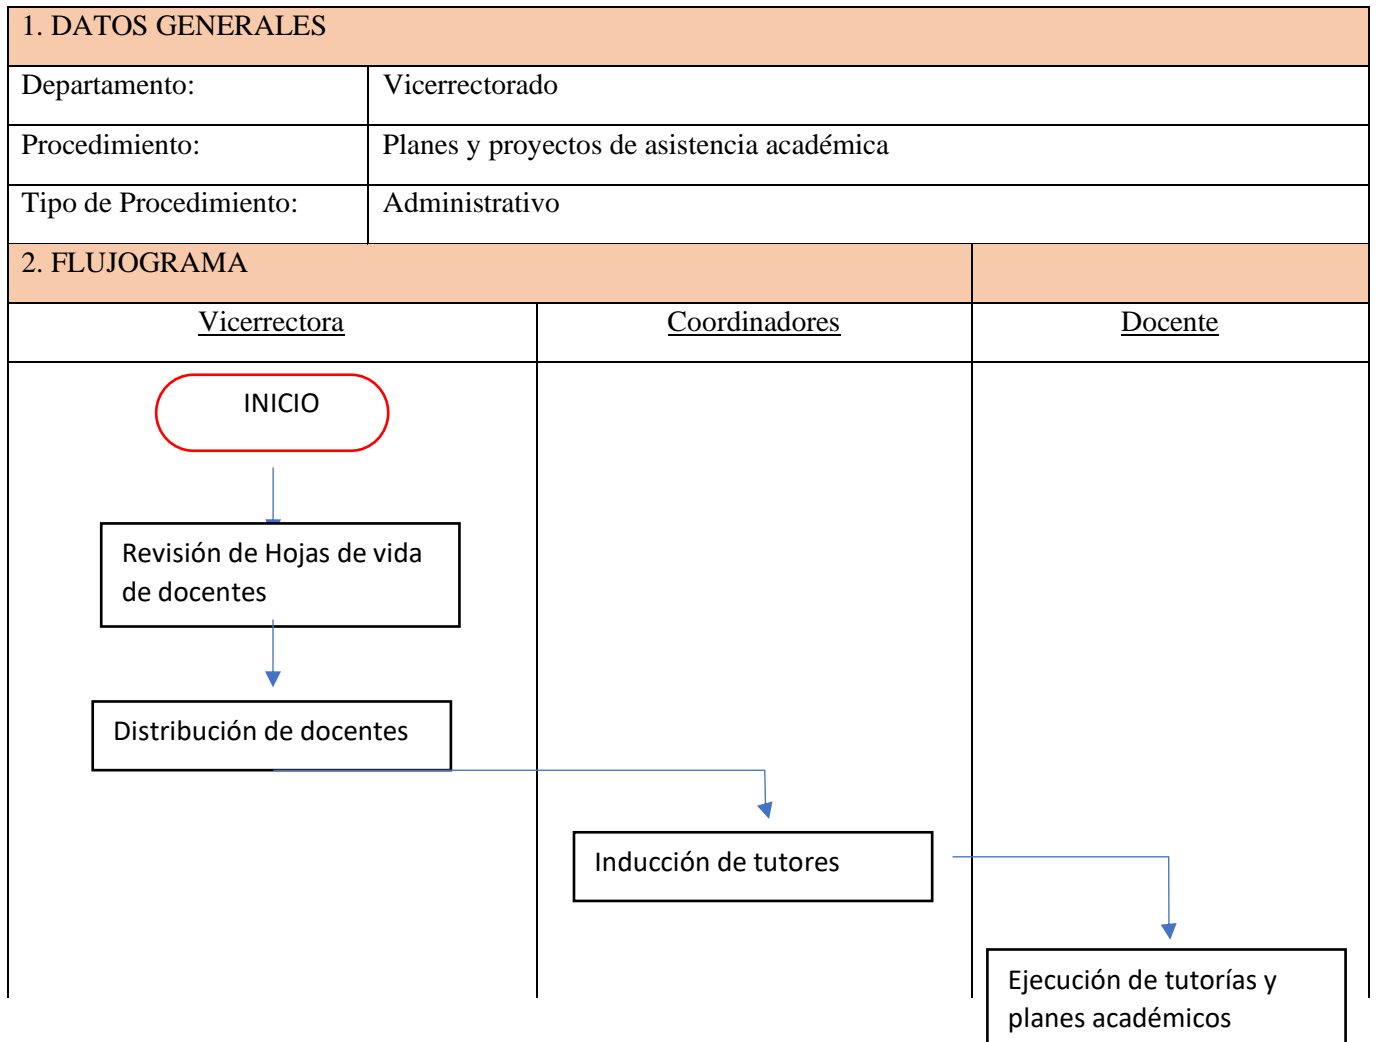 1. DATOS GENERALES
Departamento:
Vicerrectorado
Procedimiento:
Planes y proyectos de asistencia académica
Tipo de Procedimiento:
Administrativo
2. FLUJOGRAMA
Vicerrectora
Coordinadores
Docente
INICIO
Revisión de Hojas de vida
de docentes
Distribución de docentes
Inducción de tutores
Ejecución de tutorías y
planes académicos